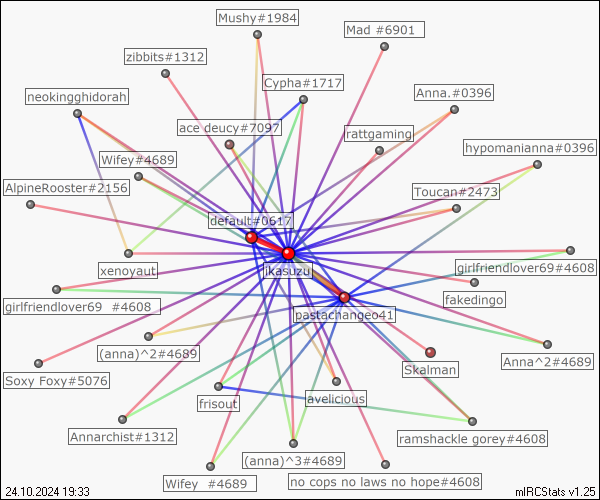 Mushy#1984
Mad  #6901
zibbits#1312
Cypha#1717
neokingghidorah
Anna.#0396
ace deucy#7097
rattgaming
hypomanianna#0396
Wifey#4689
AlpineRooster#2156
Toucan#2473
default#0617
xenoyaut
jkasuzu
girlfriendlover69#4608
fakedingo
girlfriendlover69  #4608
pastachangeo41
(anna)^2#4689
Anna^2#4689
Skalman
Soxy Foxy#5076
frisout
avelicious
Annarchist#1312
ramshackle gorey#4608
(anna)^3#4689
Wifey  #4689
no cops no laws no hope#4608
24.10.2024 19:33
mIRCStats v1.25